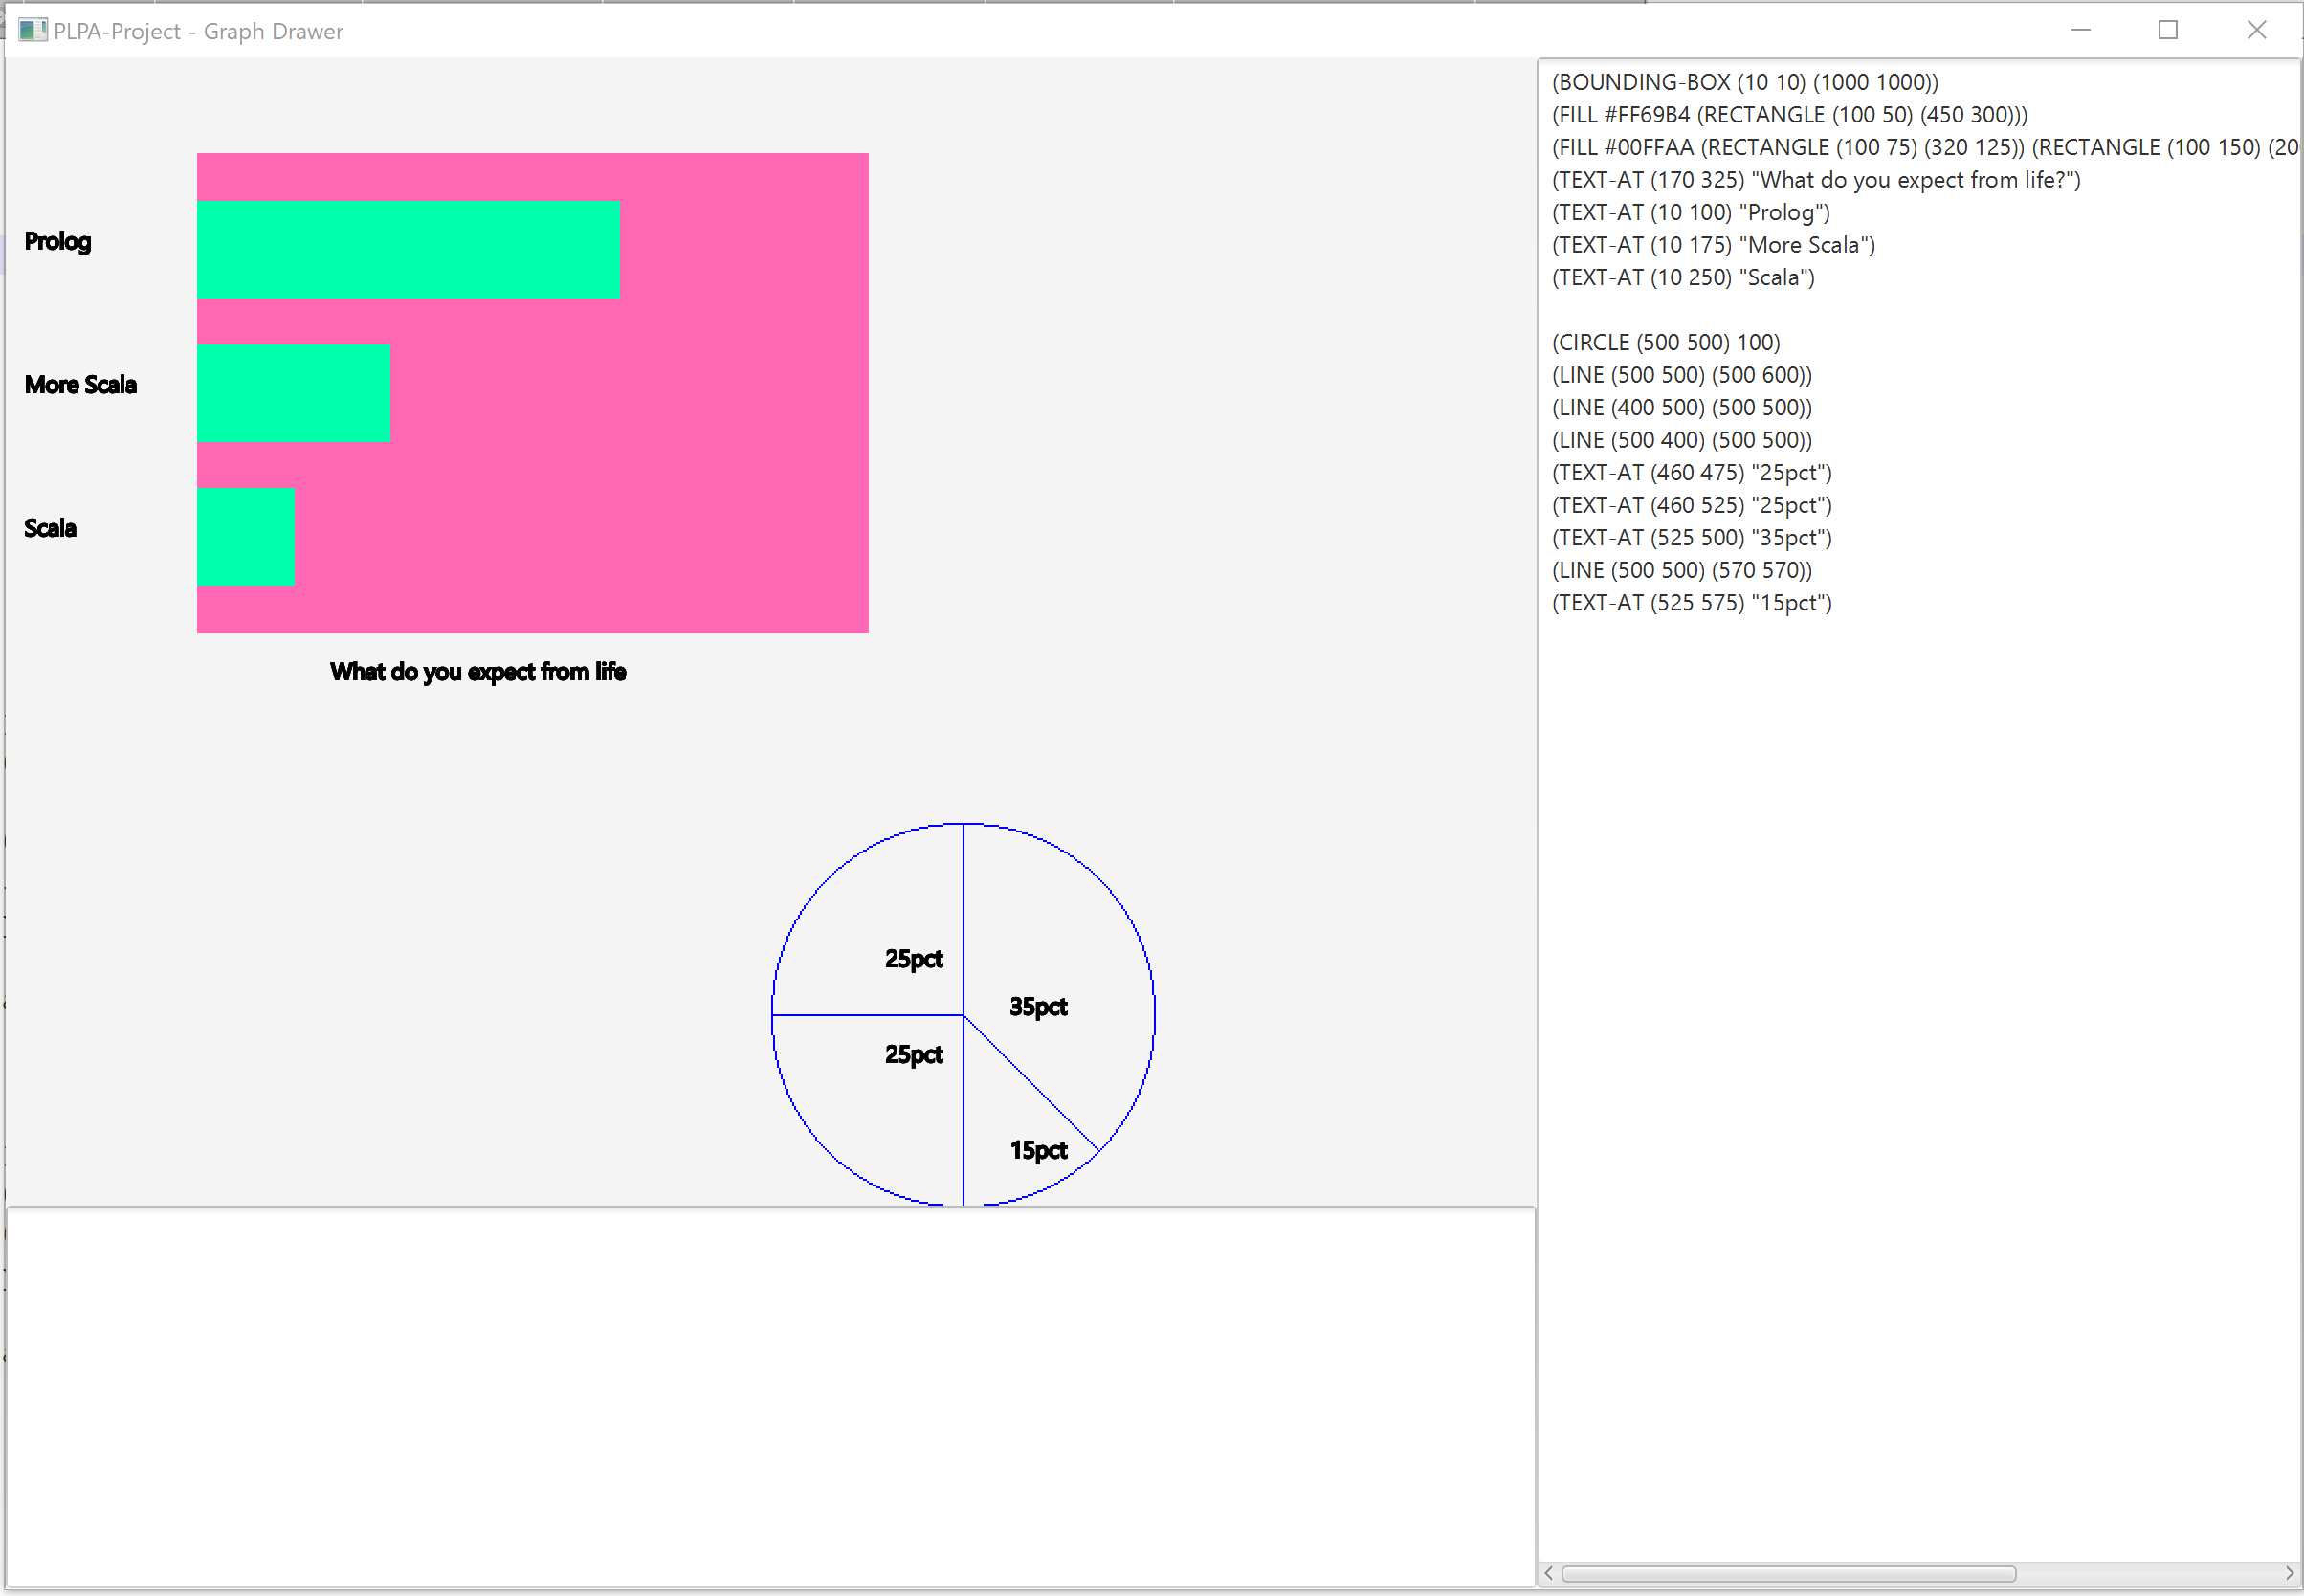 PLPA-Project - Graph Drawer
Prolog
More Scala
Scala
What do you expect from life
25pct
35pct
25pct
15pct
(BOUNDING-BOX (10 10) (1000 1000))
(FILL #FF69B4 (RECTANGLE (100 50) (450 300)))
(FILL #00FFAA (RECTANGLE (100 75) (320 125)) (RECTANGLE (100 150) (20
(TEXT-AT (170 325) "What do you expect from life?")
(TEXT-AT (10 100) "Prolog")
(TEXT-AT (10 175) "More Scala")
(TEXT-AT (10 250) "Scala")
(CIRCLE (500 500) 100)
(LINE (500 500) (500 600))
(LINE (400 500) (500 500))
(LINE (500 400) (500 500))
(TEXT-AT (460 475) "25pct")
(TEXT-AT (460 525) "25pct")
(TEXT-AT (525 500) "35pct")
(LINE (500 500) (570 570))
(TEXT-AT (525 575) "15pct")